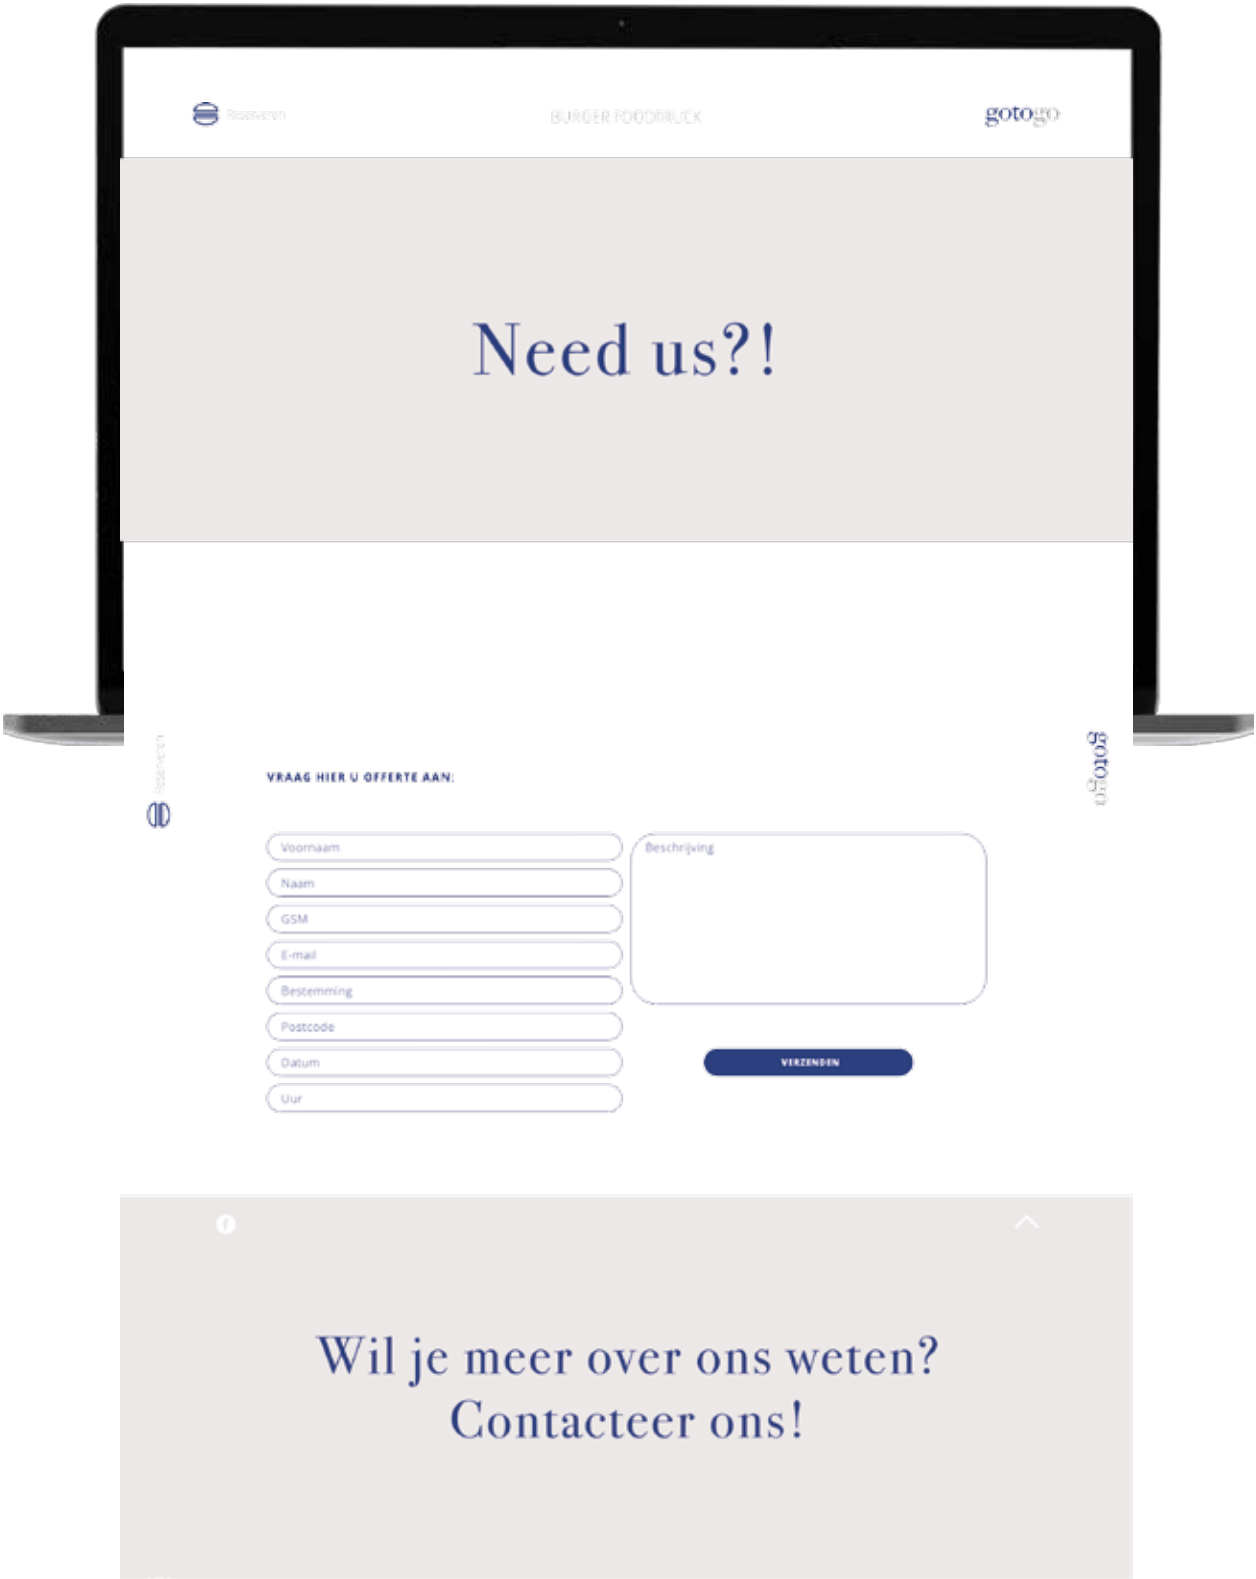 Reserveren
BURGER FOODTRUCK
gotogo
Need us?!
Reserveren
gotogo
VRAAG HIER U OFFERTE AAN:
Voornaam
Beschrijving
Naam
GSM
E-mail
Bestemming
Postcode
Datum
VERZENDEN
Uur
Wil je meer over ons weten?
Contacteer ons!